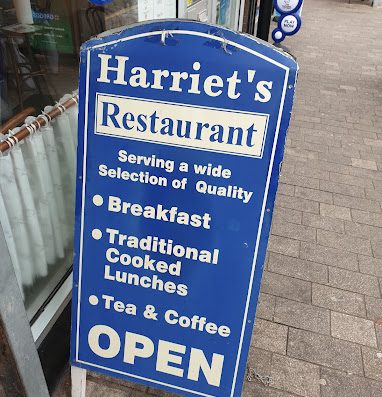 Harriet's
Restaurant
Serving a wide
Selection of Quality
• Breakfast
• Traditional
Cooked
Lunches
• Tea & Coffee
OPEN